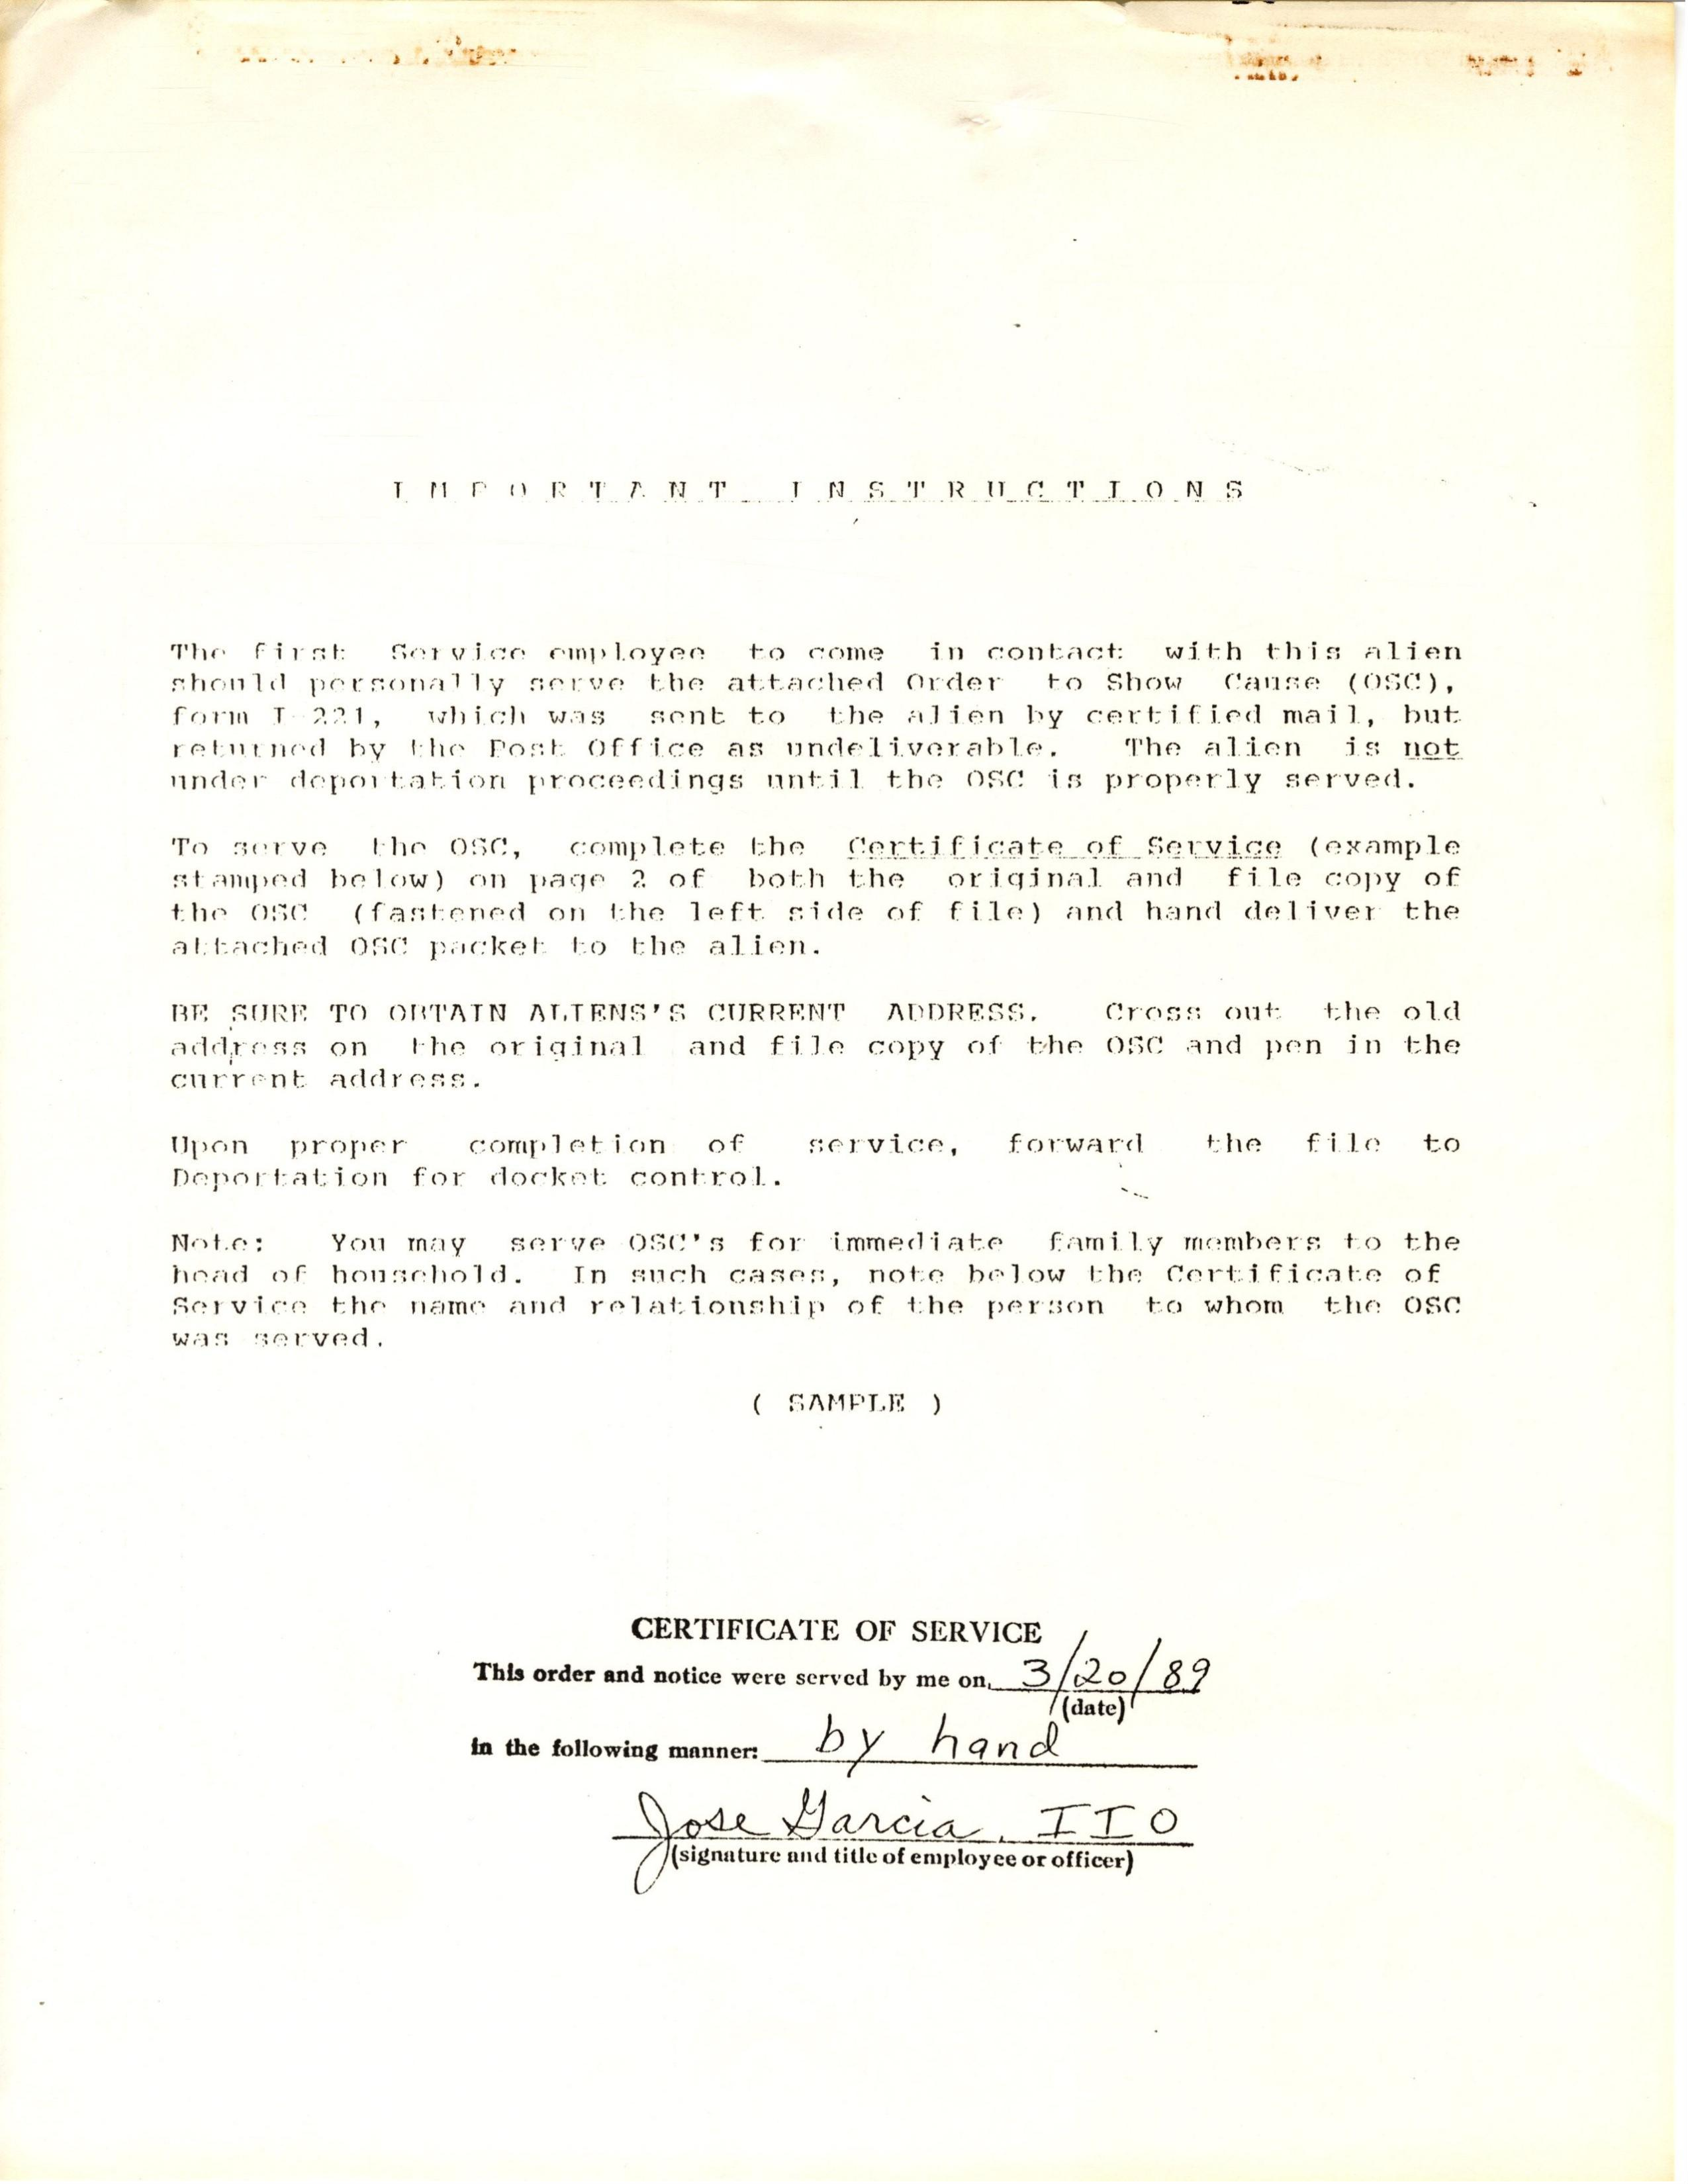 IMPORTANT INSTRUCTIONS
The first Service employee to come in contact with this alien
should personally serve the attached Order to Show Cause (OSC),
form I-221, which was sent to the alien by certified mail, but
returned by the Post Office as undeliverable. The alien is not
under deportation proceedings until the OSC is properly served.
To serve the OSC, complete the Certificate of Service (example
stamped below) on page 2 of both the original and file copy of
the OSC (fastened on the left side of file) and hand deliver the
attached OSC packet to the alien.
BE SURE TO OBTAIN ALIENS'S CURRENT ADDRESS. Cross out the old
address on the original and file copy of the OSC and pen in the
current address.
Upon proper completion of service, forward the file to
Deportation for docket control.
Note: You may serve OSC's for immediate family members to the
head of household. In such cases, note below the Certificate of
Service the name and relationship of the person to whom the OSC
was served.
( SAMPLE )
CERTIFICATE OF SERVICE
This order and notice were served by me on 3/20/89
(date)
in the following manner: by hand
Jose Garcia, IIO
(signature and title of employee or officer)